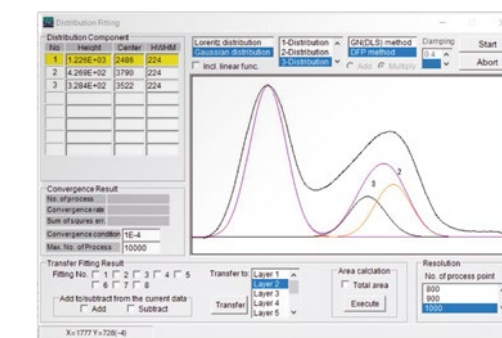 Distribution Fitting
Distribution Component
No Height Center HWHM
1 1.226E+03 2486 224
2 4.269E+02 3790 224
3 3.284E+02 3522 224
Lorentz distribution
Gaussian distribution
Incl. linear func.
1-Distribution
2-Distribution
3-Distribution
GN(DLS) method
DFP method
Add Multiply
Damping
0.4
Start
Abort
2
3
Convergence Result
No. of process
Convergence rate
Sum of squres err.
Convergence condition 1E-4
Max. No. of Process 10000
Transfer Fitting Result
Fitting No. 1 2 3 4 5
6 7 8
Add to/subtract from the current data
Add Subtract
Transfer to:
Layer 1
Layer 2
Layer 3
Layer 4
Layer 5
Transfer
Area calclation
Total area
Execute
Resolution
No. of process point
800
900
1000
X=1777 Y=728(-4)